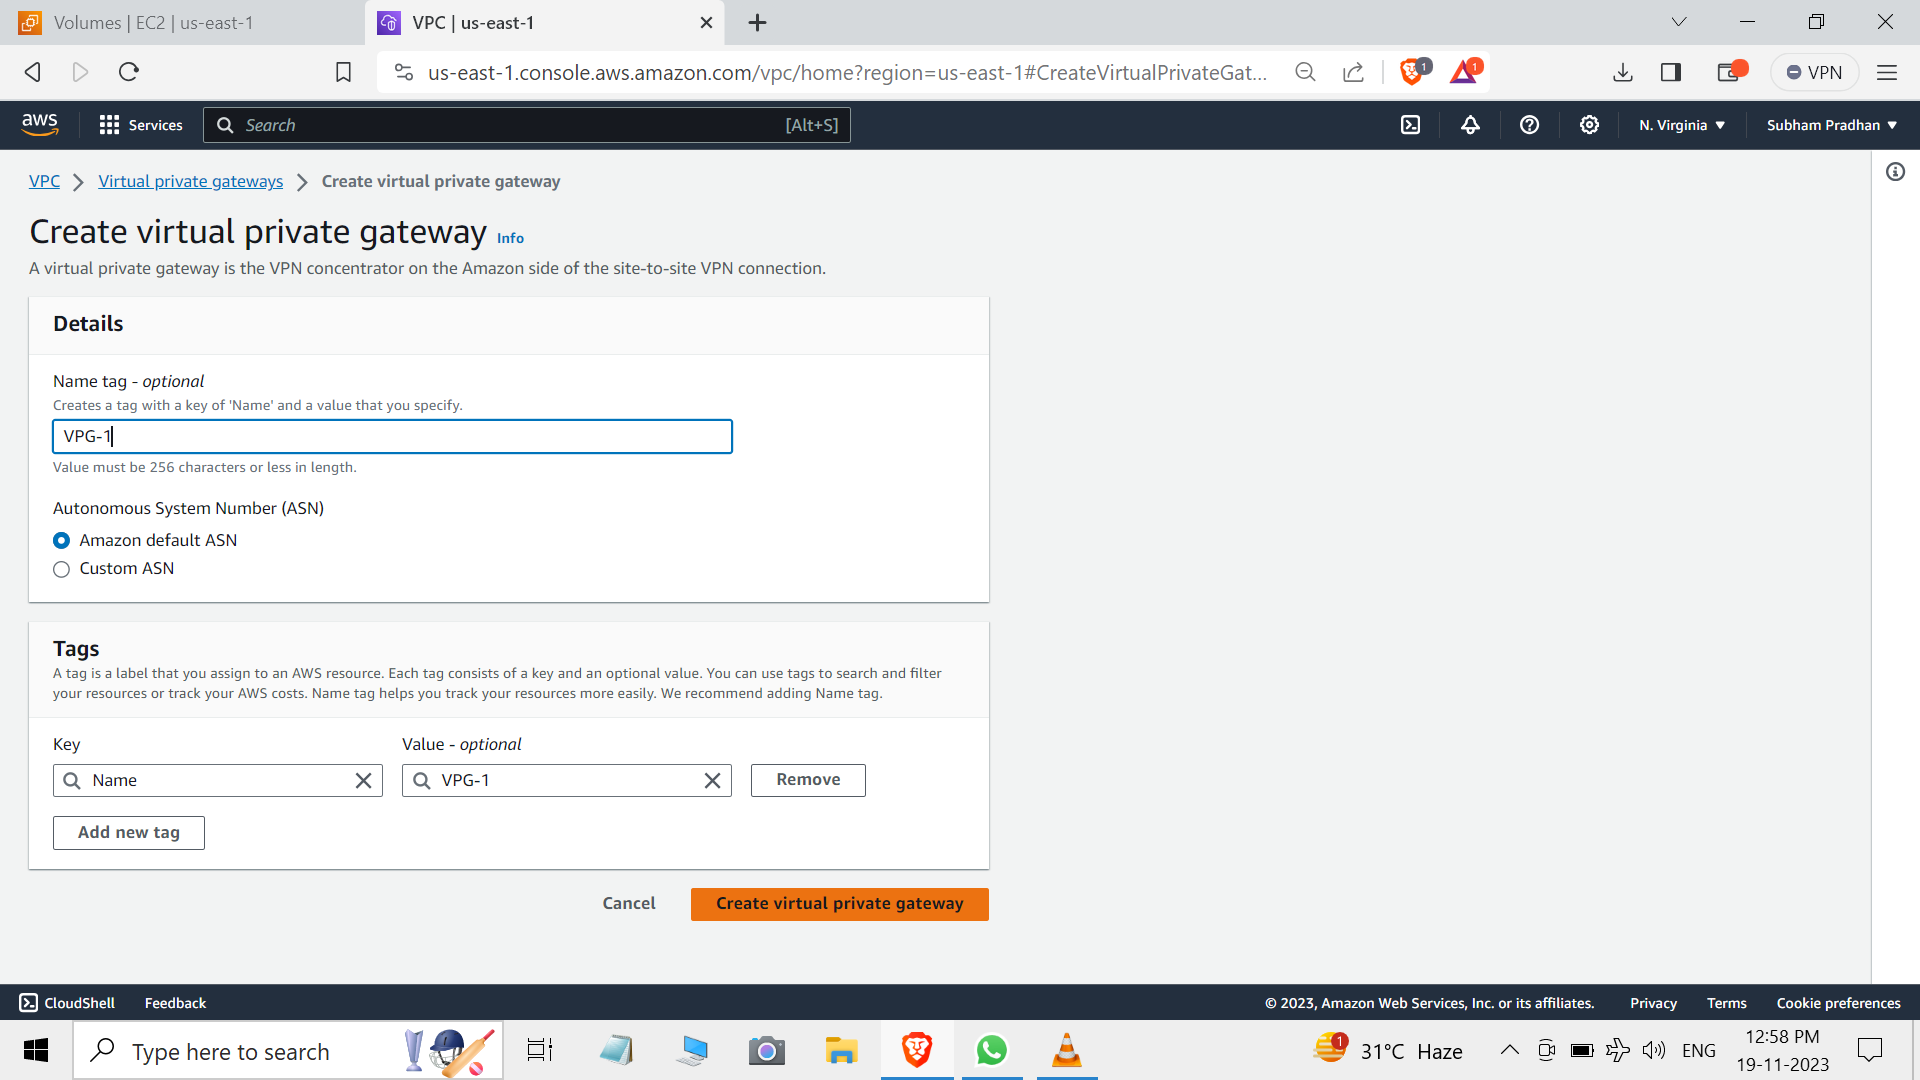 Volumes | EC2 | us-east-1
VPC | us-east-1
us-east-1.console.aws.amazon.com/vpc/home?region=us-east-1#CreateVirtualPrivateGat...
1
1
VPN
aws
Services
Search
[Alt+S]
N. Virginia
Subham Pradhan
VPC
Virtual private gateways
Create virtual private gateway
Create virtual private gateway Info
A virtual private gateway is the VPN concentrator on the Amazon side of the site-to-site VPN connection.
Details
Name tag - optional
Creates a tag with a key of 'Name' and a value that you specify.
VPG-1
Value must be 256 characters or less in length.
Autonomous System Number (ASN)
Amazon default ASN
Custom ASN
Tags
A tag is a label that you assign to an AWS resource. Each tag consists of a key and an optional value. You can use tags to search and filter
your resources or track your AWS costs. Name tag helps you track your resources more easily. We recommend adding Name tag.
Key
Value - optional
Name
VPG-1
Remove
Add new tag
Cancel
Create virtual private gateway
CloudShell
Feedback
© 2023, Amazon Web Services, Inc. or its affiliates.
Privacy
Terms
Cookie preferences
Type here to search
1
31°C Haze
ENG
12:58 PM
19-11-2023